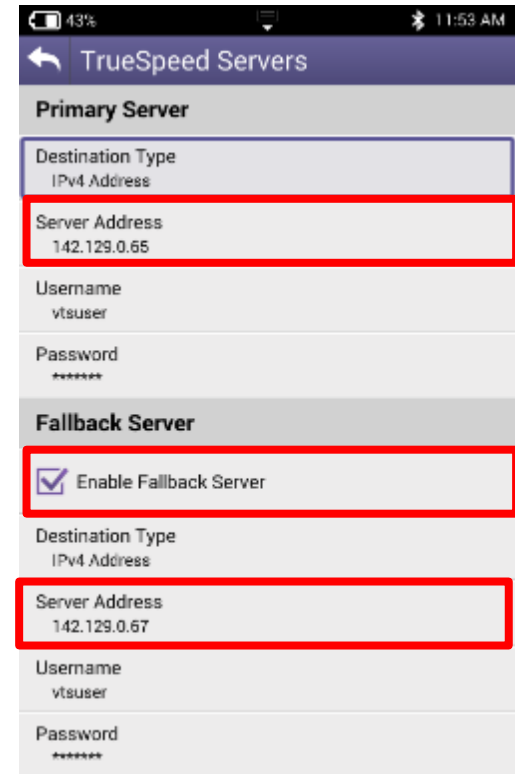 43% 11:53 AM
TrueSpeed Servers
Primary Server
Destination Type
IPv4 Address
Server Address
142.129.0.65
Username
vtsuser
Password
*******
Fallback Server
Enable Fallback Server
Destination Type
IPv4 Address
Server Address
142.129.0.67
Username
vtsuser
Password
*******